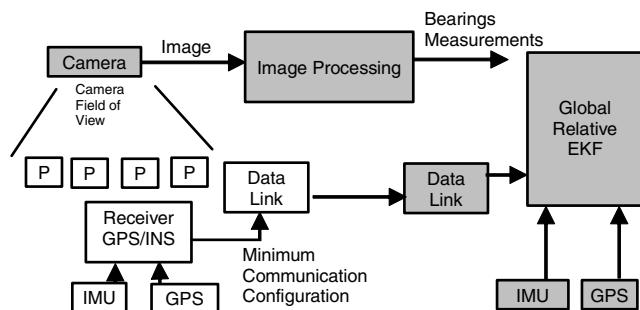 Bearings
Measurements
Image
Camera
Image Processing
Camera
Field of
View
Global
Relative
EKF
P P P P
Data
Link
Data
Link
Receiver
GPS/INS
Minimum
Communication
Configuration
IMU
GPS
IMU
GPS